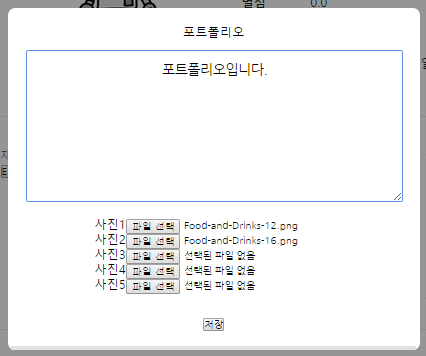 열심 0.0
포트폴리오
포트폴리오입니다.
사진1 파일 선택 Food-and-Drinks-12.png
사진2 파일 선택 Food-and-Drinks-16.png
사진3 파일 선택 선택된 파일 없음
사진4 파일 선택 선택된 파일 없음
사진5 파일 선택 선택된 파일 없음
저장